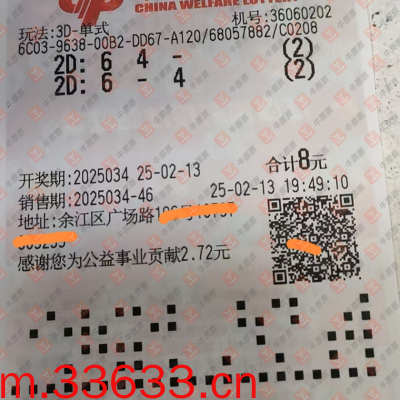 CHINA WELFARE LOTTERY
玩法:3D-单式 机号:36060202
6C03-9638-00B2-DD67-A120/68057882/C0208
2D: 6 4 - (2)
2D: 6 - 4 (2)
合计8元
开奖期:2025034 25-02-13
销售期:2025034-46 25-02-13 19:49:10
地址:余江区广场路
感谢您为公益事业贡献2.72元
m.33633.cn